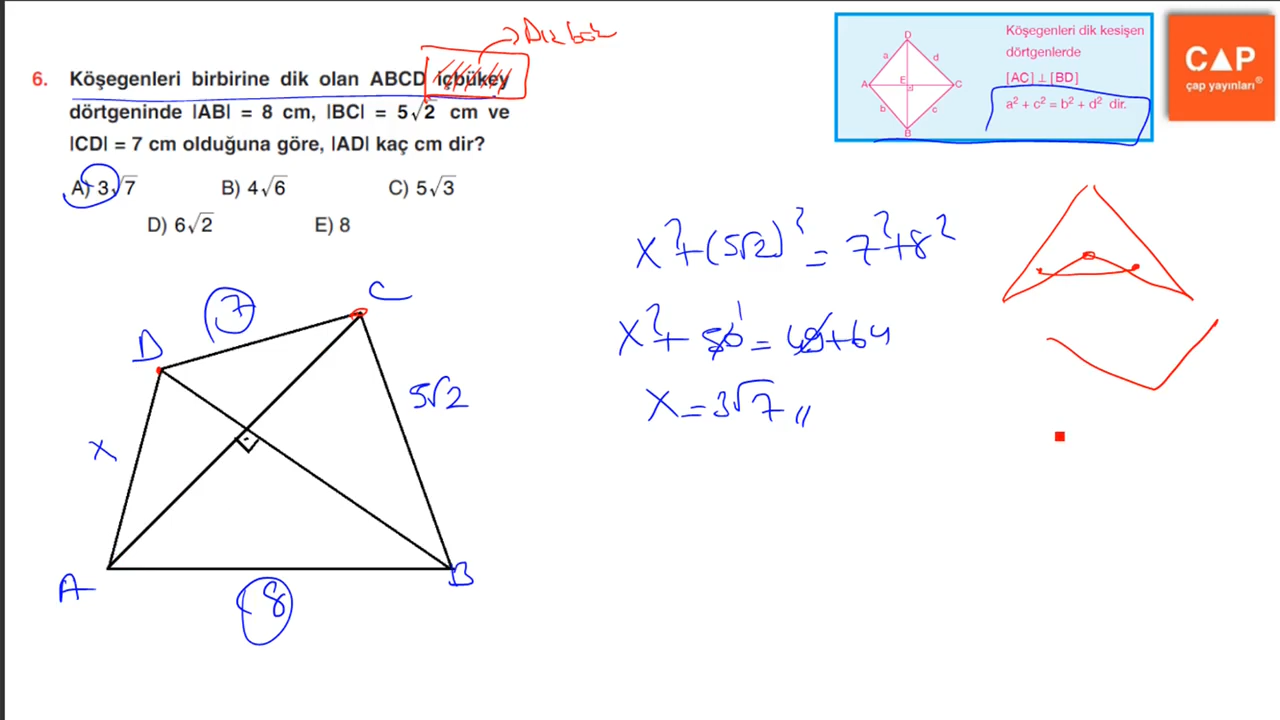 6. Köşegenleri birbirine dik olan ABCD içbükey
dörtgeninde |AB| = 8 cm, |BC| = 5√2 cm ve
|CD| = 7 cm olduğuna göre, |AD| kaç cm dir?
A) 3√7 B) 4√6 C) 5√3
D) 6√2 E) 8
D
a
d
A
E
C
b
c
B
Köşegenleri dik kesişen
dörtgenlerde
[AC] ⊥ [BD]
a² + c² = b² + d² dir.
ÇAP
çap yayınları®
x² + (5√2)² = 7² + 8²
x² + 50 = 49 + 64
1
x = 3√7 //
7
C
D
5√2
x
A
8
B